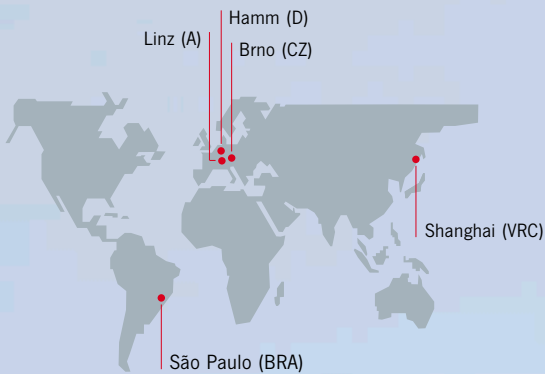 Hamm (D)
Linz (A)
Brno (CZ)
Shanghai (VRC)
São Paulo (BRA)